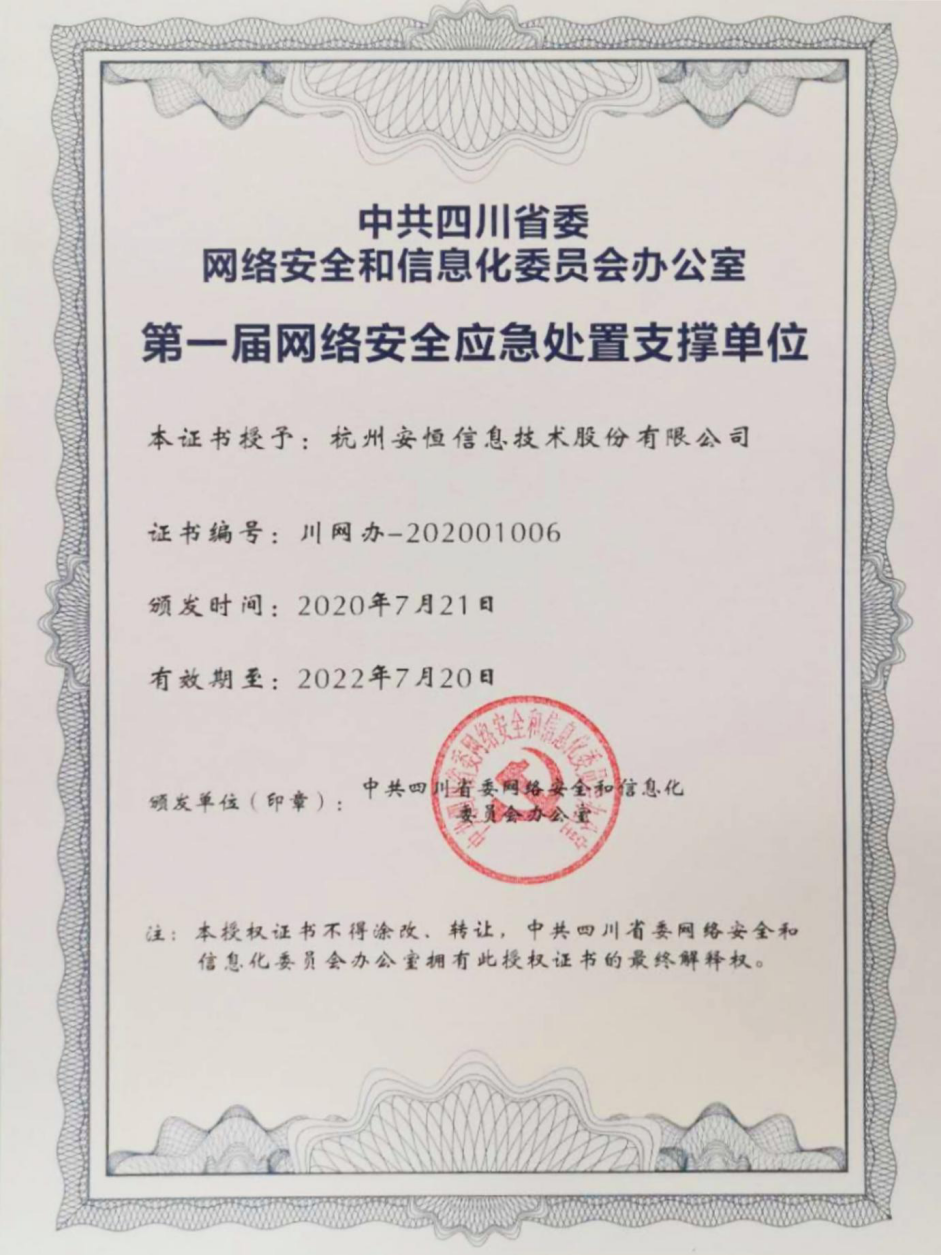 中共四川省委
网络安全和信息化委员会办公室
第一届网络安全应急处置支撑单位
本证书授予：杭州安恒信息技术股份有限公司
证书编号：川网办-202001006
颁发时间：2020年7月21日
有效期至：2022年7月20日
颁发单位（印章）：中共四川省委网络安全和信息化
委员会办公室
中共四川省委网络安全和信息化委员会办公室
注：本授权证书不得涂改、转让，中共四川省委网络安全和
信息化委员会办公室拥有此授权证书的最终解释权。